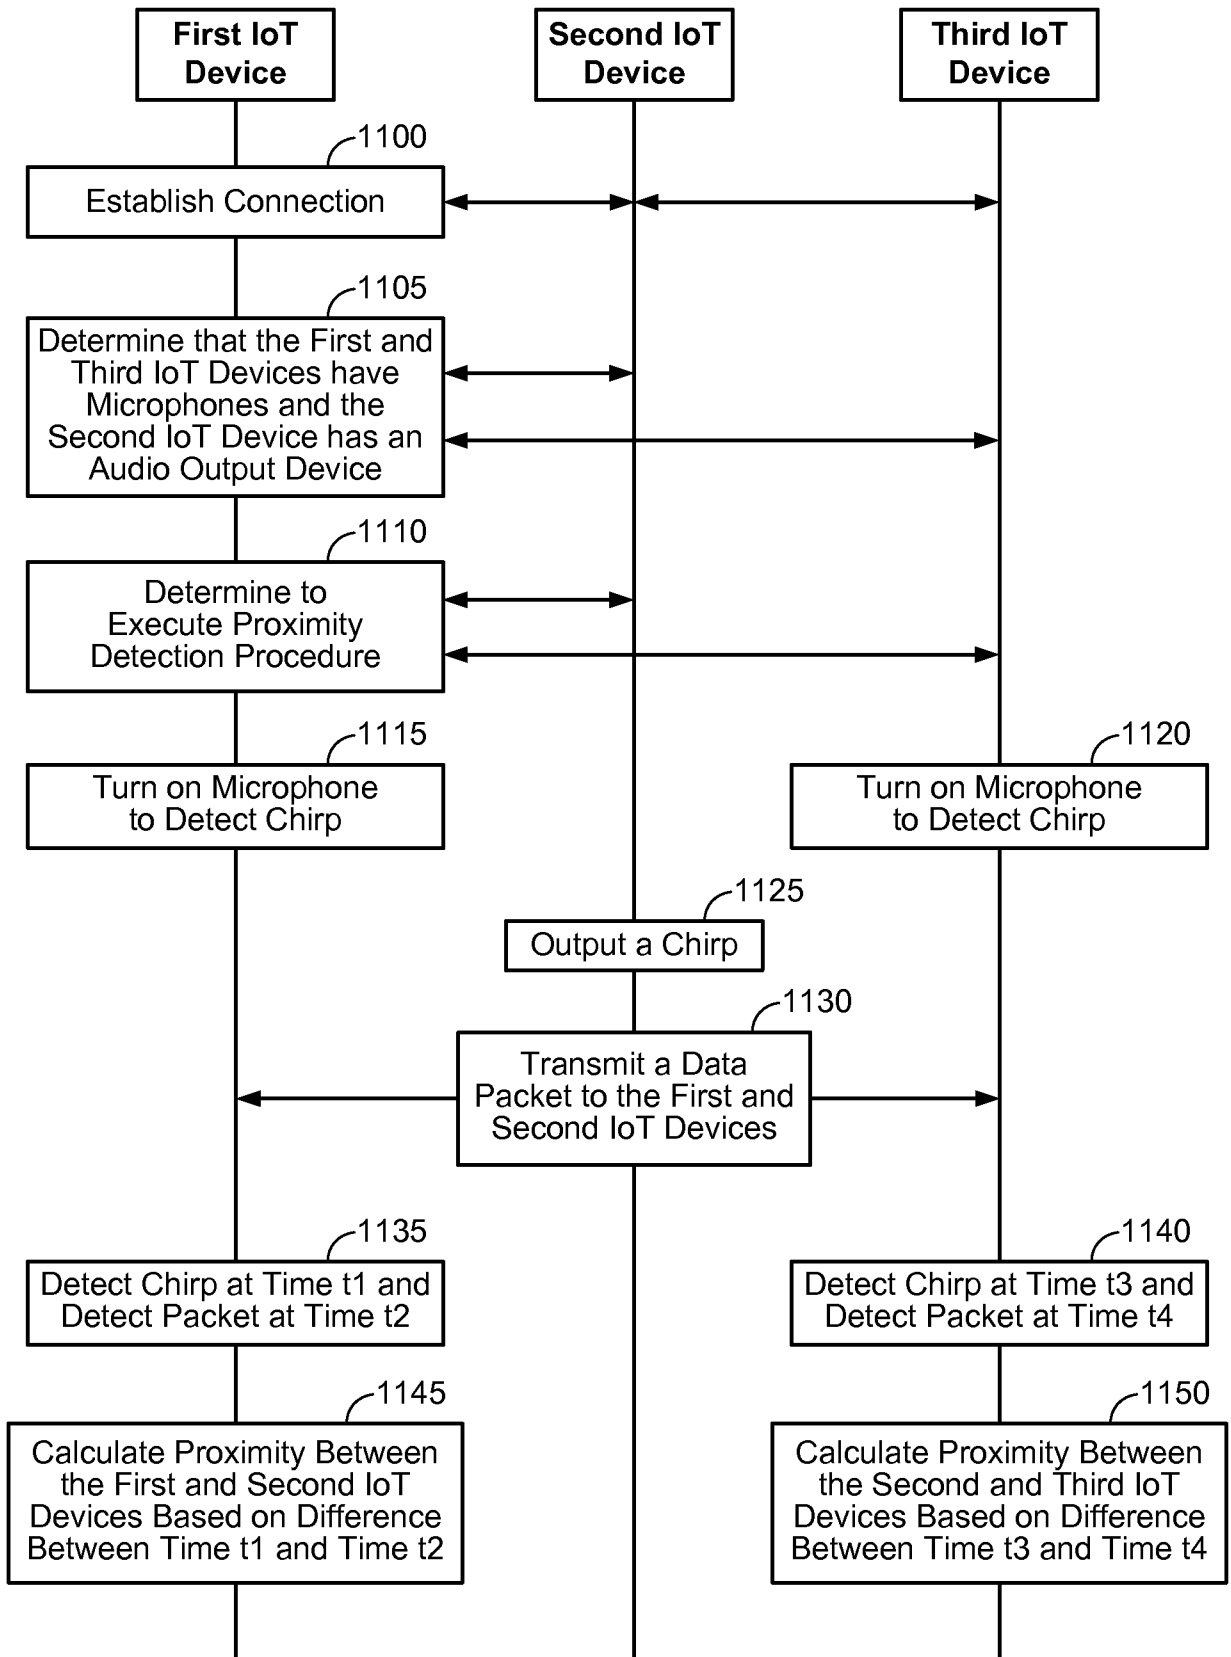 First IoT
Device
Second IoT
Device
Third IoT
Device
1100
Establish Connection
1105
Determine that the First and
Third IoT Devices have
Microphones and the
Second IoT Device has an
Audio Output Device
1110
Determine to
Execute Proximity
Detection Procedure
1115
Turn on Microphone
to Detect Chirp
1120
Turn on Microphone
to Detect Chirp
1125
Output a Chirp
1130
Transmit a Data
Packet to the First and
Second IoT Devices
1135
Detect Chirp at Time t1 and
Detect Packet at Time t2
1140
Detect Chirp at Time t3 and
Detect Packet at Time t4
1145
Calculate Proximity Between
the First and Second IoT
Devices Based on Difference
Between Time t1 and Time t2
1150
Calculate Proximity Between
the Second and Third IoT
Devices Based on Difference
Between Time t3 and Time t4